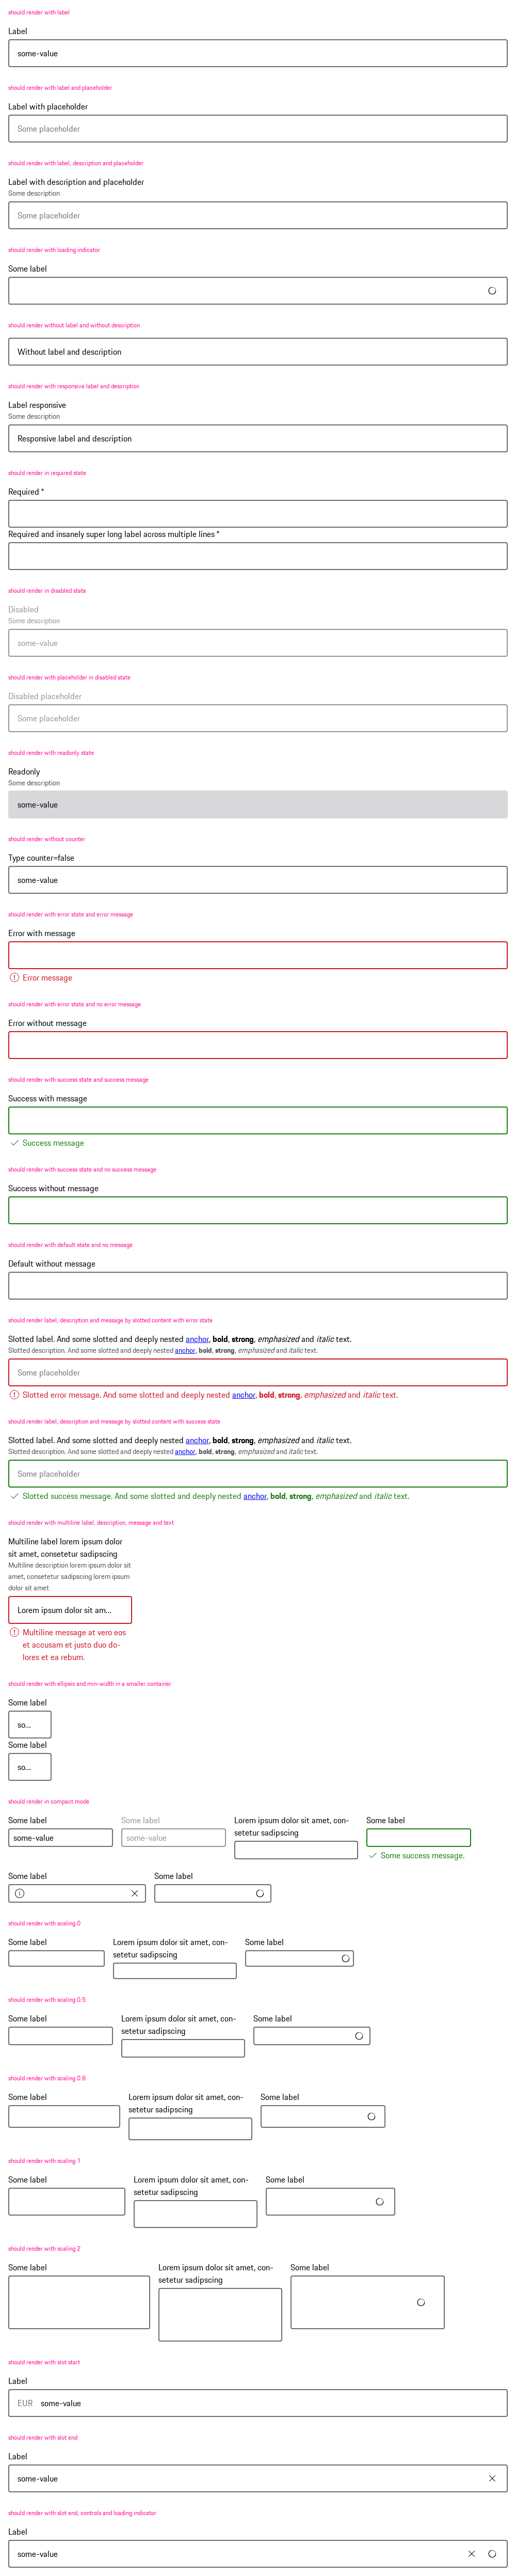 should render with label
Label
some-value
should render with label and placeholder
Label with placeholder
Some placeholder
should render with label, description and placeholder
Label with description and placeholder
Some description
Some placeholder
should render with loading indicator
Some label
should render without label and without description
Without label and description
should render with responsive label and description
Label responsive
Some description
Responsive label and description
should render in required state
Required *
Required and insanely super long label across multiple lines *
should render in disabled state
Disabled
Some description
some-value
should render with placeholder in disabled state
Disabled placeholder
Some placeholder
should render with readonly state
Readonly
Some description
some-value
should render without counter
Type counter=false
some-value
should render with error state and error message
Error with message
Error message
should render with error state and no error message
Error without message
should render with success state and success message
Success with message
Success message
should render with success state and no success message
Success without message
should render with default state and no message
Default without message
should render label, description and message by slotted content with error state
Slotted label. And some slotted and deeply nested anchor, bold, strong, emphasized and italic text.
Slotted description. And some slotted and deeply nested anchor, bold, strong, emphasized and italic text.
Some placeholder
Slotted error message. And some slotted and deeply nested anchor, bold, strong, emphasized and italic text.
should render label, description and message by slotted content with success state
Slotted label. And some slotted and deeply nested anchor, bold, strong, emphasized and italic text.
Slotted description. And some slotted and deeply nested anchor, bold, strong, emphasized and italic text.
Some placeholder
Slotted success message. And some slotted and deeply nested anchor, bold, strong, emphasized and italic text.
should render with multiline label, description, message and text
Multiline label lorem ipsum dolor
sit amet, consetetur sadipscing
Multiline description lorem ipsum dolor sit
amet, consetetur sadipscing lorem ipsum
dolor sit amet
Lorem ipsum dolor sit am...
Multiline message at vero eos
et accusam et justo duo do-
lores et ea rebum.
should render with ellipsis and min-width in a smaller container
Some label
so...
Some label
so...
should render in compact mode
Some label
some-value
Some label
some-value
Lorem ipsum dolor sit amet, con-
setetur sadipscing
Some label
Some success message.
Some label
Some label
should render with scaling 0
Some label
Lorem ipsum dolor sit amet, con-
setetur sadipscing
Some label
should render with scaling 0.5
Some label
Lorem ipsum dolor sit amet, con-
setetur sadipscing
Some label
should render with scaling 0.8
Some label
Lorem ipsum dolor sit amet, con-
setetur sadipscing
Some label
should render with scaling 1
Some label
Lorem ipsum dolor sit amet, con-
setetur sadipscing
Some label
should render with scaling 2
Some label
Lorem ipsum dolor sit amet, con-
setetur sadipscing
Some label
should render with slot start
Label
EUR some-value
should render with slot end
Label
some-value
should render with slot end, controls and loading indicator
Label
some-value